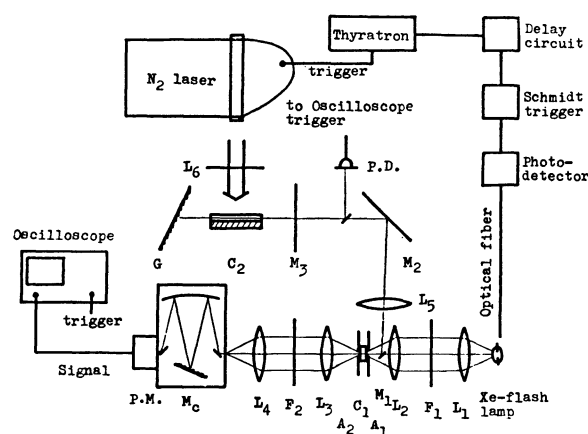 Thyratron
Delay
circuit
N2 laser
trigger
to Oscilloscope
trigger
Schmidt
trigger
P.D.
L6
Photo-
detector
Oscilloscope
G
C2
M3
M2
Optical fiber
L5
trigger
Signal
P.M.
Mc
L4
F2
L3
C1
M1
L2
F1
L1
Xe-flash
lamp
A2
A1